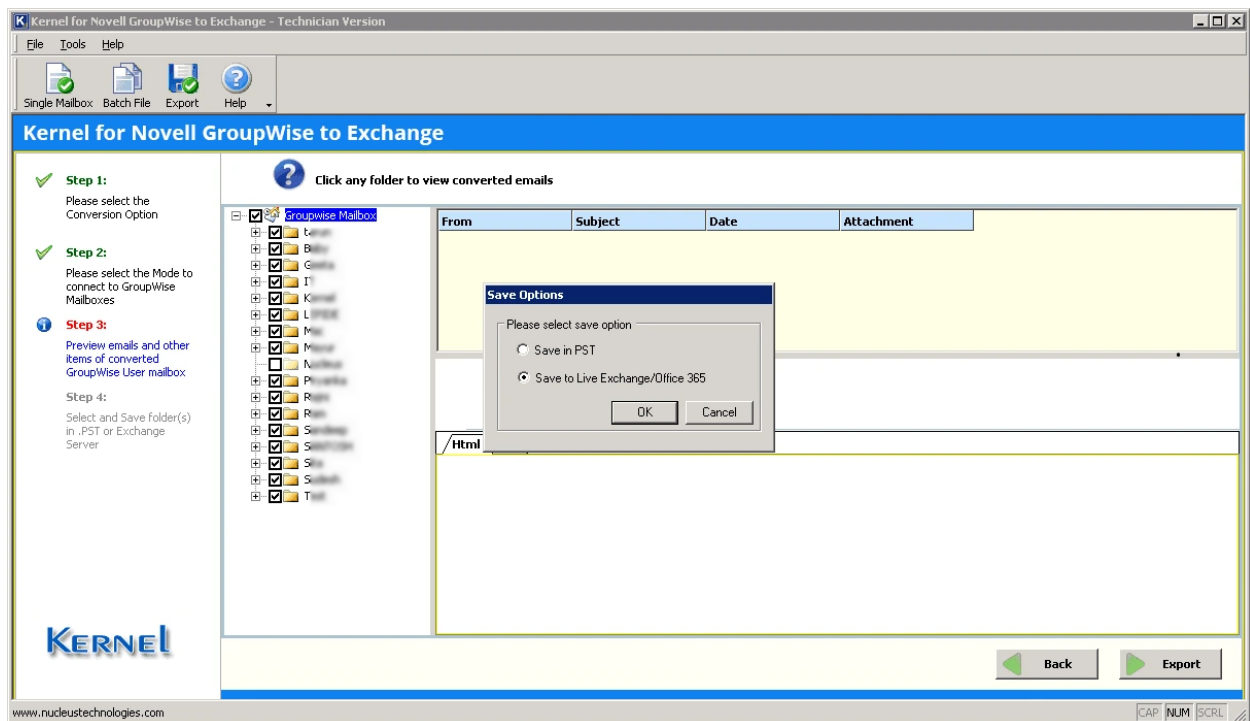 Kernel for Novell GroupWise to Exchange - Technician Version
File Tools Help
Single Mailbox Batch File Export Help
Kernel for Novell GroupWise to Exchange
Step 1:
Please select the
Conversion Option
Step 2:
Please select the Mode to
connect to GroupWise
Mailboxes
Step 3:
Preview emails and other
items of converted
GroupWise User mailbox
Step 4:
Select and Save folder(s)
in .PST or Exchange
Server
KERNEL
Click any folder to view converted emails
Groupwise Mailbox
From Subject Date Attachment
Save Options
Please select save option
Save in PST
Save to Live Exchange/Office 365
OK Cancel
Html
Back Export
www.nucleustechnologies.com
CAP NUM SCRL